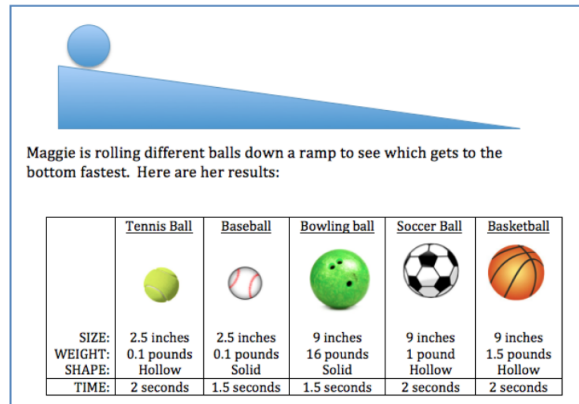 Maggie is rolling different balls down a ramp to see which gets to the
bottom fastest.  Here are her results:
Tennis Ball Baseball Bowling ball Soccer Ball Basketball
SIZE: 2.5 inches 2.5 inches 9 inches 9 inches 9 inches
WEIGHT: 0.1 pounds 0.1 pounds 16 pounds 1 pound 1.5 pounds
SHAPE: Hollow Solid Solid Hollow Hollow
TIME: 2 seconds 1.5 seconds 1.5 seconds 2 seconds 2 seconds